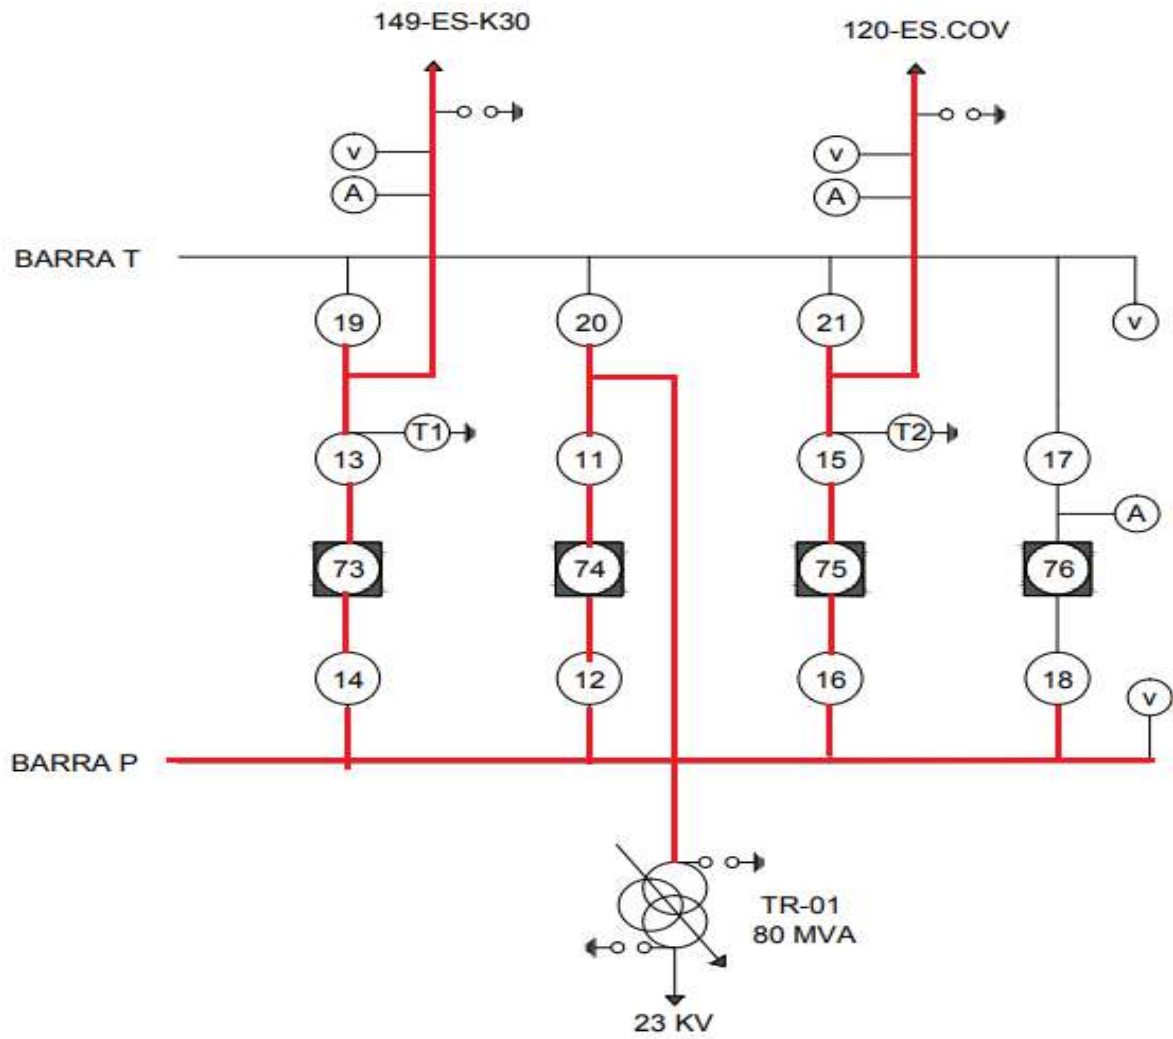 149-ES-K30
120-ES.COV
v
v
A
A
BARRA T
19
20
21
v
T1
T2
13
11
15
17
A
73
74
75
76
14
12
16
18
v
BARRA P
TR-01
80 MVA
23 KV